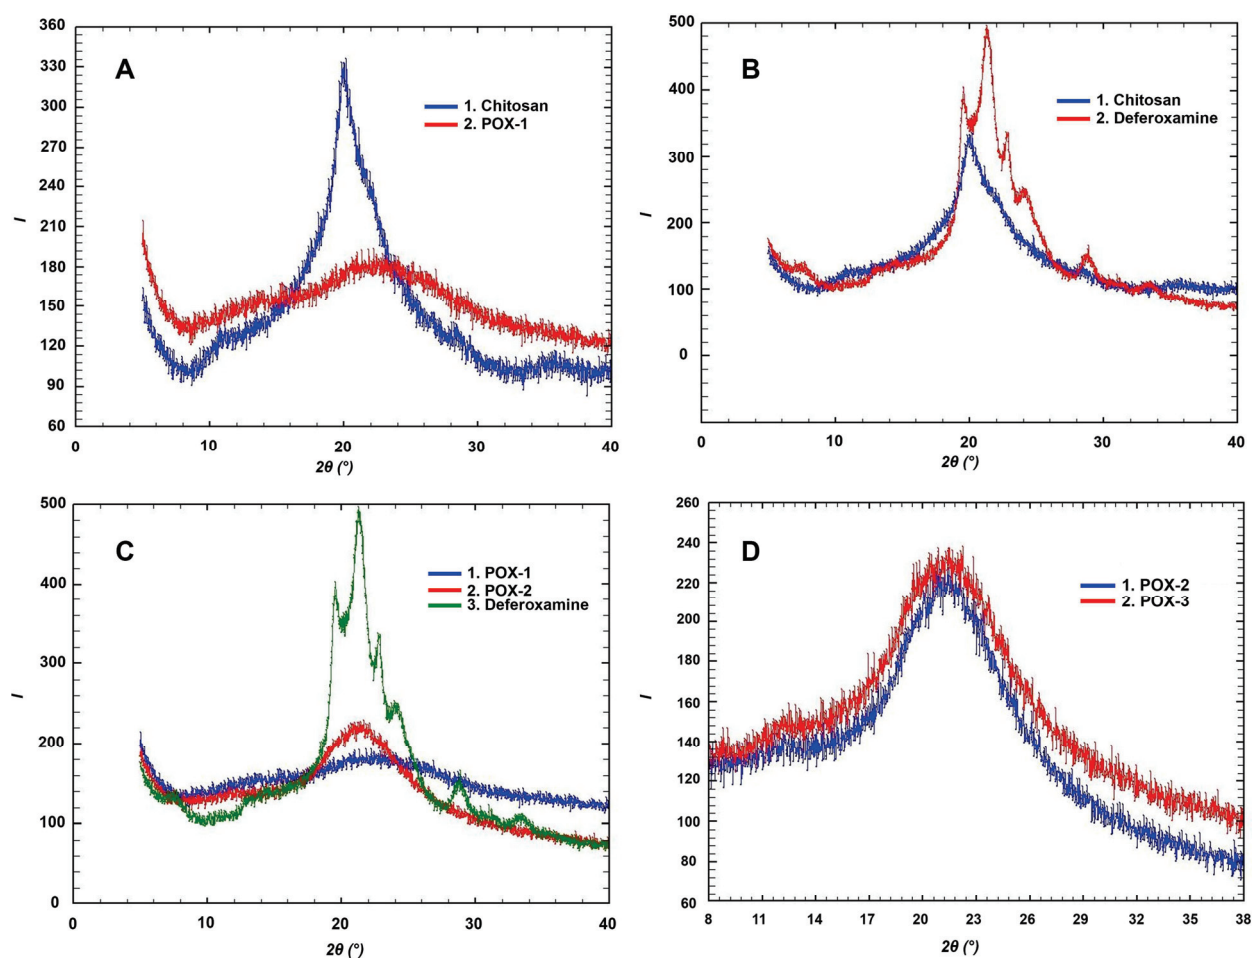 A
1. Chitosan
2. POX-1
360
330
300
270
240
210
180
150
120
90
60
I
0 10 20 30 40
2θ (°)
B
1. Chitosan
2. Deferoxamine
500
400
300
200
100
0
I
0 10 20 30 40
2θ (°)
C
1. POX-1
2. POX-2
3. Deferoxamine
500
400
300
200
100
0
I
10 20 30 40
2θ (°)
D
1. POX-2
2. POX-3
260
240
220
200
180
160
140
120
100
80
60
I
8 11 14 17 20 23 26 29 32 35 38
2θ (°)